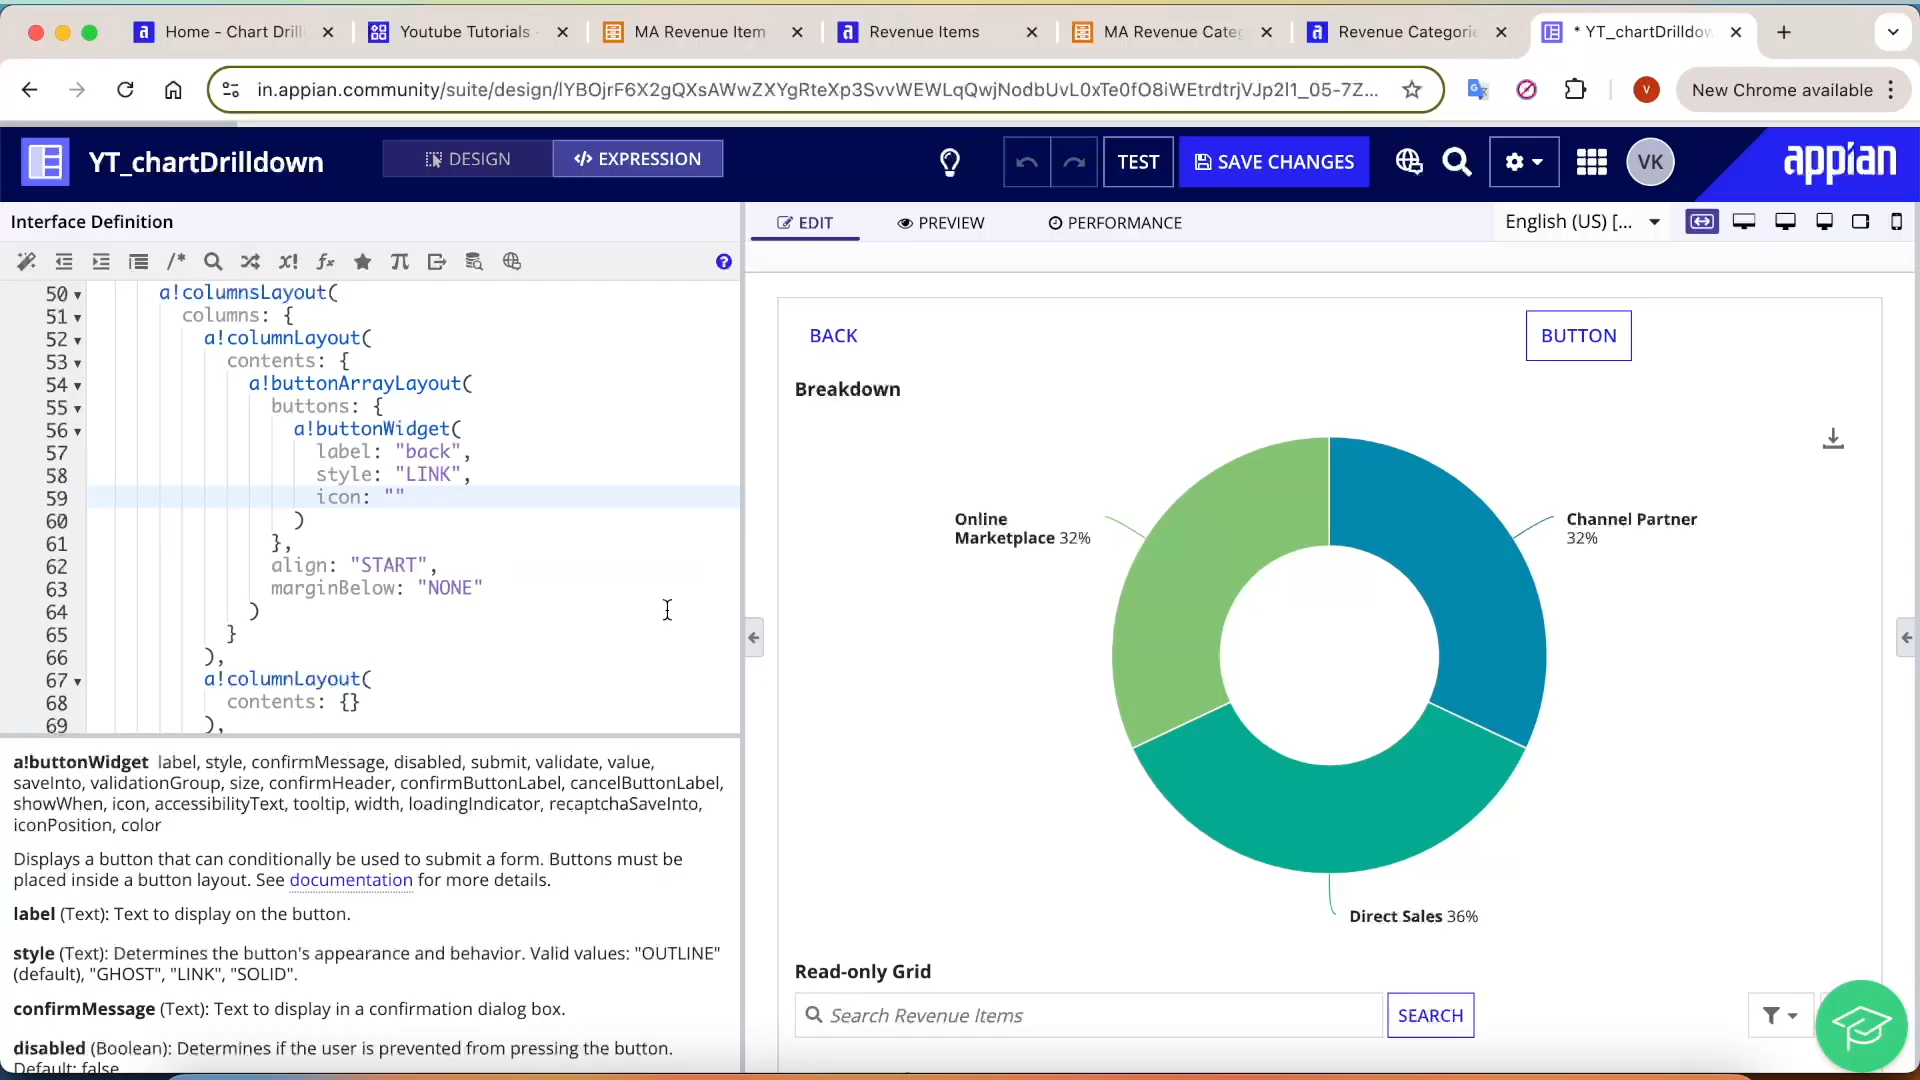 Home - Chart Drill
Youtube Tutorials
MA Revenue Item
Revenue Items
MA Revenue Cate
Revenue Categori
* YT_chartDrilldow
in.appian.community/suite/design/lYBOjrF6X2gQXsAWwZXYgRteXp3SvvWEWLqQwjNodbUvL0xTe0fO8iWEtrdtrjVJp2l1_05-7Z...
V
New Chrome available
YT_chartDrilldown
DESIGN
</> EXPRESSION
TEST
SAVE CHANGES
VK
appian
Interface Definition
EDIT
PREVIEW
PERFORMANCE
English (US) [...
50 a!columnsLayout(
51 columns: {
52 a!columnLayout(
53 contents: {
54 a!buttonArrayLayout(
55 buttons: {
56 a!buttonWidget(
57 label: "back",
58 style: "LINK",
59 icon: ""
60 )
61 },
62 align: "START",
63 marginBelow: "NONE"
64 )
65 }
66 ),
67 a!columnLayout(
68 contents: {}
69 ),
a!buttonWidget label, style, confirmMessage, disabled, submit, validate, value,
saveInto, validationGroup, size, confirmHeader, confirmButtonLabel, cancelButtonLabel,
showWhen, icon, accessibilityText, tooltip, width, loadingIndicator, recaptchaSaveInto,
iconPosition, color
Displays a button that can conditionally be used to submit a form. Buttons must be
placed inside a button layout. See documentation for more details.
label (Text): Text to display on the button.
style (Text): Determines the button's appearance and behavior. Valid values: "OUTLINE"
(default), "GHOST", "LINK", "SOLID".
confirmMessage (Text): Text to display in a confirmation dialog box.
disabled (Boolean): Determines if the user is prevented from pressing the button.
Default: false
BACK
BUTTON
Breakdown
Online
Marketplace 32%
Channel Partner
32%
Direct Sales 36%
Read-only Grid
Search Revenue Items
SEARCH